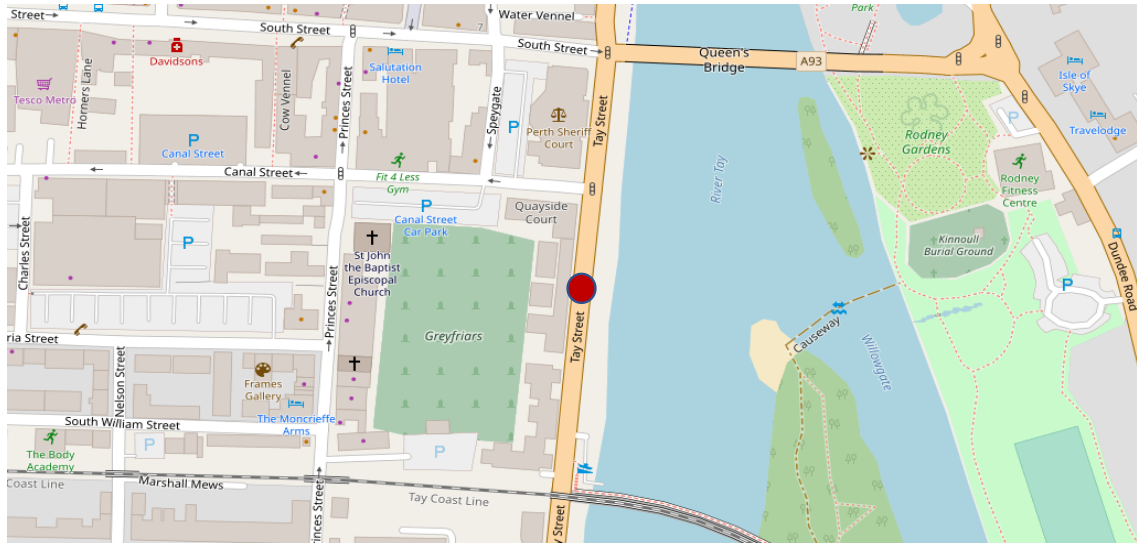 Street
South Street
Water Vennel
7
South Street
Park
Queen's
Bridge
A93
Davidsons
Salutation
Hotel
Isle of
Skye
Tesco Metro
Horners Lane
Cow Vennel
Princes Street
Speygate
P
Perth Sheriff
Court
Tay Street
Rodney
Gardens
P
Travelodge
P
Canal Street
Canal Street
Fit 4 Less
Gym
River Tay
Rodney
Fitness
Centre
P
Canal Street
Car Park
Quayside
Court
Charles Street
P
St John
the Baptist
Episcopal
Church
Kinnoull
Burial Ground
Dundee Road
P
Princes Street
Greyfriars
Tay Street
Causeway
Willowgate
ria Street
Nelson Street
Frames
Gallery
The Moncrieffe
Arms
South William Street
P
P
The Body
Academy
Coast Line
Marshall Mews
Princes Street
Tay Coast Line
y Street